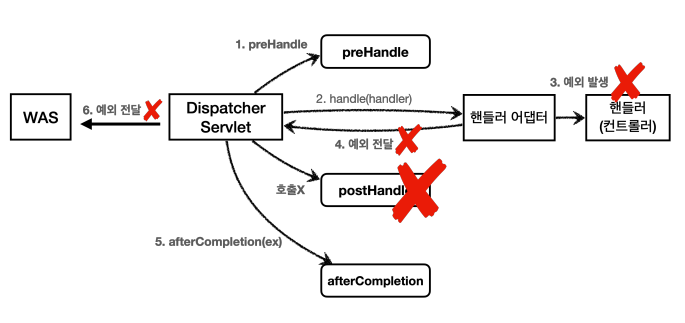 1. preHandle
preHandle
3. 예외 발생
6. 예외 전달
2. handle(handler)
WAS
Dispatcher
Servlet
핸들러 어댑터
핸들러
(컨트롤러)
4. 예외 전달
호출X
postHandle
5. afterCompletion(ex)
afterCompletion